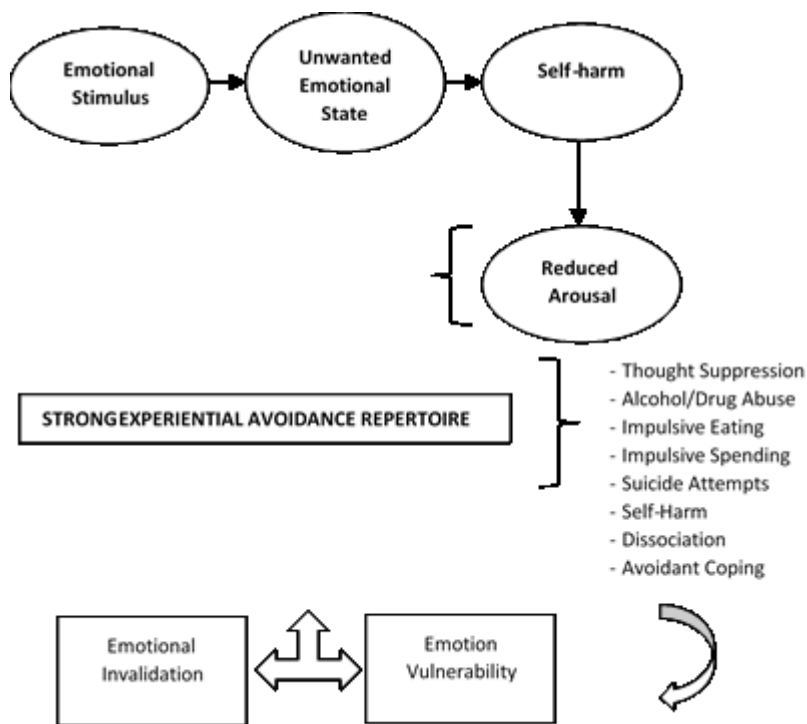 Emotional
Stimulus
Unwanted
Emotional
State
Self-harm
Reduced
Arousal
- Thought Suppression
- Alcohol/Drug Abuse
- Impulsive Eating
- Impulsive Spending
- Suicide Attempts
- Self-Harm
- Dissociation
- Avoidant Coping
STRONGEXPERIENTIAL AVOIDANCE REPERTOIRE
Emotional
Invalidation
Emotion
Vulnerability